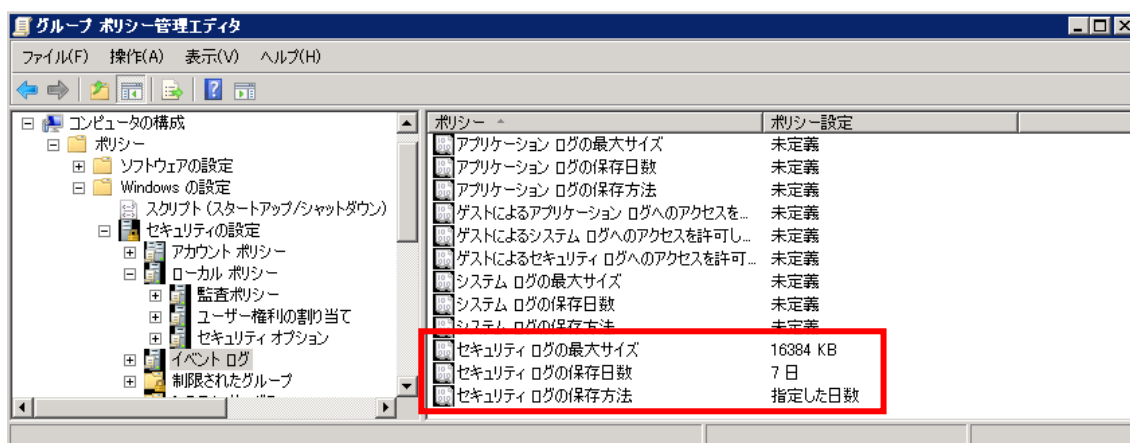 グループ ポリシー管理エディタ
ファイル(F) 操作(A) 表示(V) ヘルプ(H)
コンピュータの構成
ポリシー
ソフトウェアの設定
Windows の設定
スクリプト (スタートアップ/シャットダウン)
セキュリティの設定
アカウント ポリシー
ローカル ポリシー
監査ポリシー
ユーザー権利の割り当て
セキュリティ オプション
イベント ログ
制限されたグループ
ポリシー ポリシー設定
アプリケーション ログの最大サイズ 未定義
アプリケーション ログの保存日数 未定義
アプリケーション ログの保存方法 未定義
ゲストによるアプリケーション ログへのアクセスを... 未定義
ゲストによるシステム ログへのアクセスを許可し... 未定義
ゲストによるセキュリティ ログへのアクセスを許可... 未定義
システム ログの最大サイズ 未定義
システム ログの保存日数 未定義
システム ログの保存方法 未定義
セキュリティ ログの最大サイズ 16384 KB
セキュリティ ログの保存日数 7 日
セキュリティ ログの保存方法 指定した日数